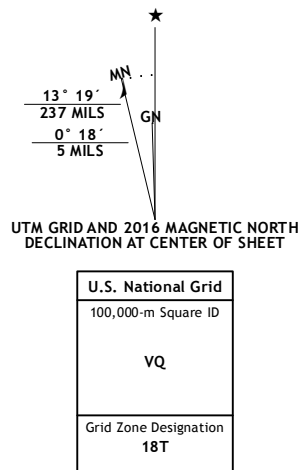 ★
MN
13° 19´
237 MILS
GN
0° 18´
5 MILS
UTM GRID AND 2016 MAGNETIC NORTH
DECLINATION AT CENTER OF SHEET
U.S. National Grid
100,000-m Square ID
VQ
Grid Zone Designation
18T